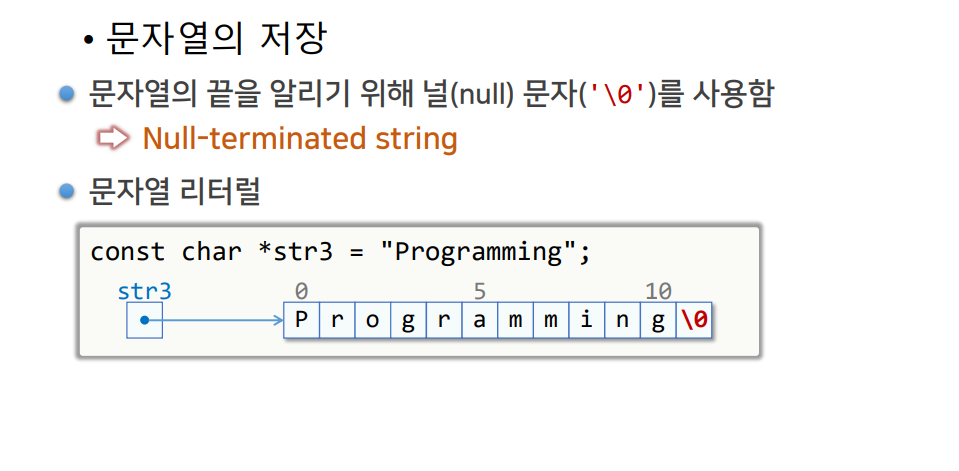 • 문자열의 저장
문자열의 끝을 알리기 위해 널(null) 문자('\0')를 사용함
Null-terminated string
문자열 리터럴
const char *str3 = "Programming";
str3 0 5 10
P r o g r a m m i n g \0